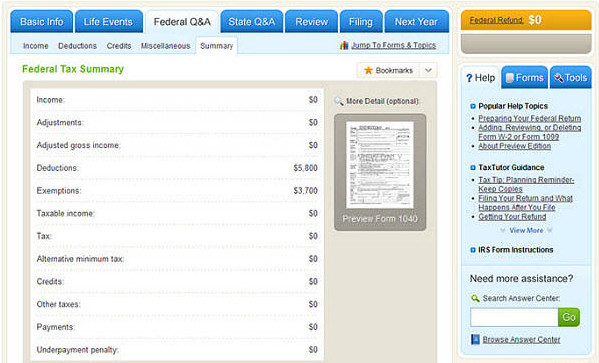 Basic Info
Life Events
Federal Q&A
State Q&A
Review
Filing
Next Year
Income
Deductions
Credits
Miscellaneous
Summary
Jump To Forms & Topics
Federal Refund: $0
Federal Tax Summary
Bookmarks
Income: $0
Adjustments: $0
Adjusted gross income: $0
Deductions: $5,800
Exemptions: $3,700
Taxable income: $0
Tax: $0
Alternative minimum tax: $0
Credits: $0
Other taxes: $0
Payments: $0
Underpayment penalty: $0
More Detail (optional):
Preview Form 1040
? Help
Forms
Tools
Popular Help Topics
Preparing Your Federal Return
Adding, Reviewing, or Deleting
Form W-2 or Form 1099
About Preview Edition
TaxTutor Guidance
Tax Tip: Planning Reminder-
Keep Copies
Filing Your Return and What
Happens After You File
Getting Your Refund
View More
IRS Form Instructions
Need more assistance?
Search Answer Center:
Go
Browse Answer Center